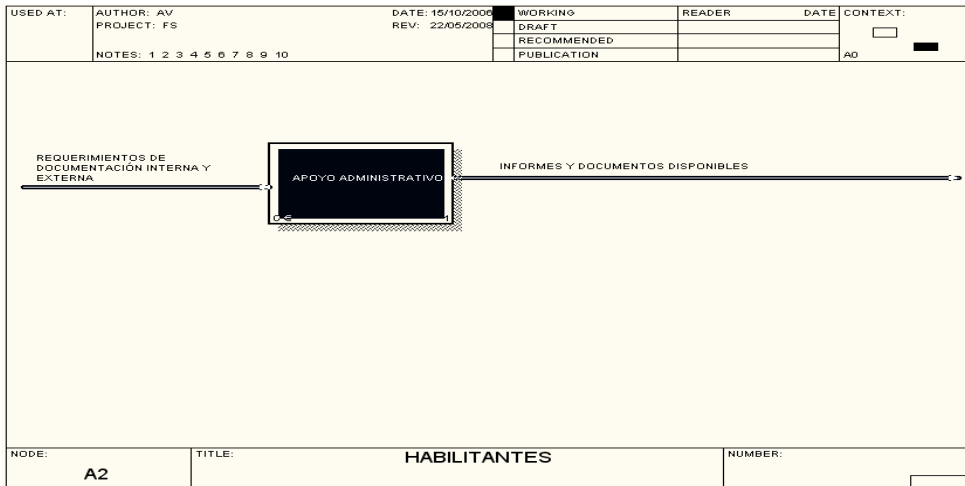 USED AT:
AUTHOR: AV
DATE: 15/10/2006
PROJECT: FS
REV: 22/05/2008
NOTES: 1 2 3 4 5 6 7 8 9 10
WORKING
DRAFT
RECOMMENDED
PUBLICATION
READER DATE
CONTEXT:
A0
REQUERIMIENTOS DE
DOCUMENTACIÓN INTERNA Y
EXTERNA
APOYO ADMINISTRATIVO
0 € 1
INFORMES Y DOCUMENTOS DISPONIBLES
NODE:
A2
TITLE:
HABILITANTES
NUMBER: